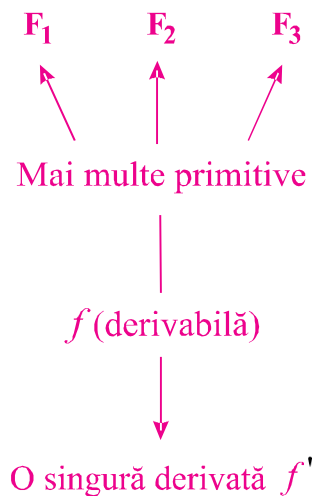 F₁ F₂ F₃
Mai multe primitive
f (derivabilă)
O singură derivată f '